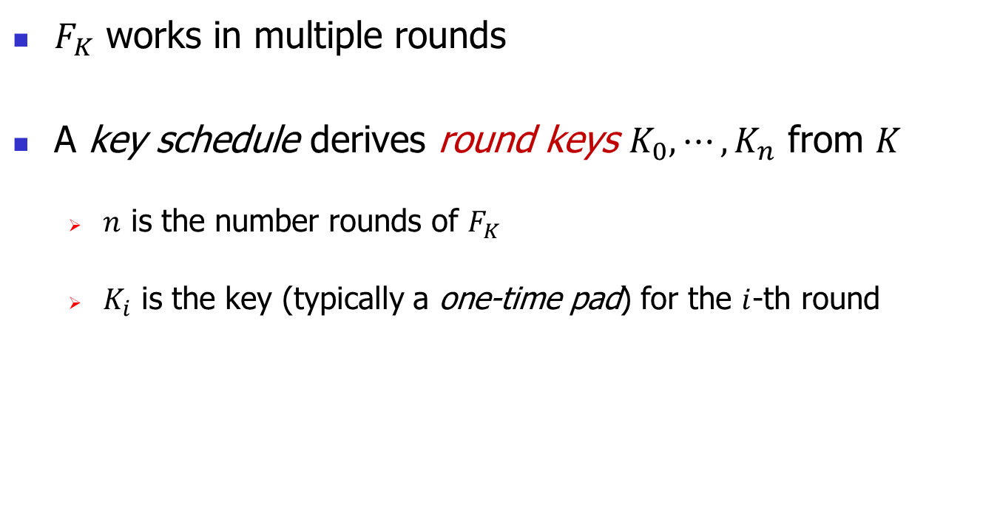 ■ F_K works in multiple rounds
■ A key schedule derives round keys K_0, ⋯ , K_n from K
➢ n is the number rounds of F_K
➢ K_i is the key (typically a one-time pad) for the i-th round